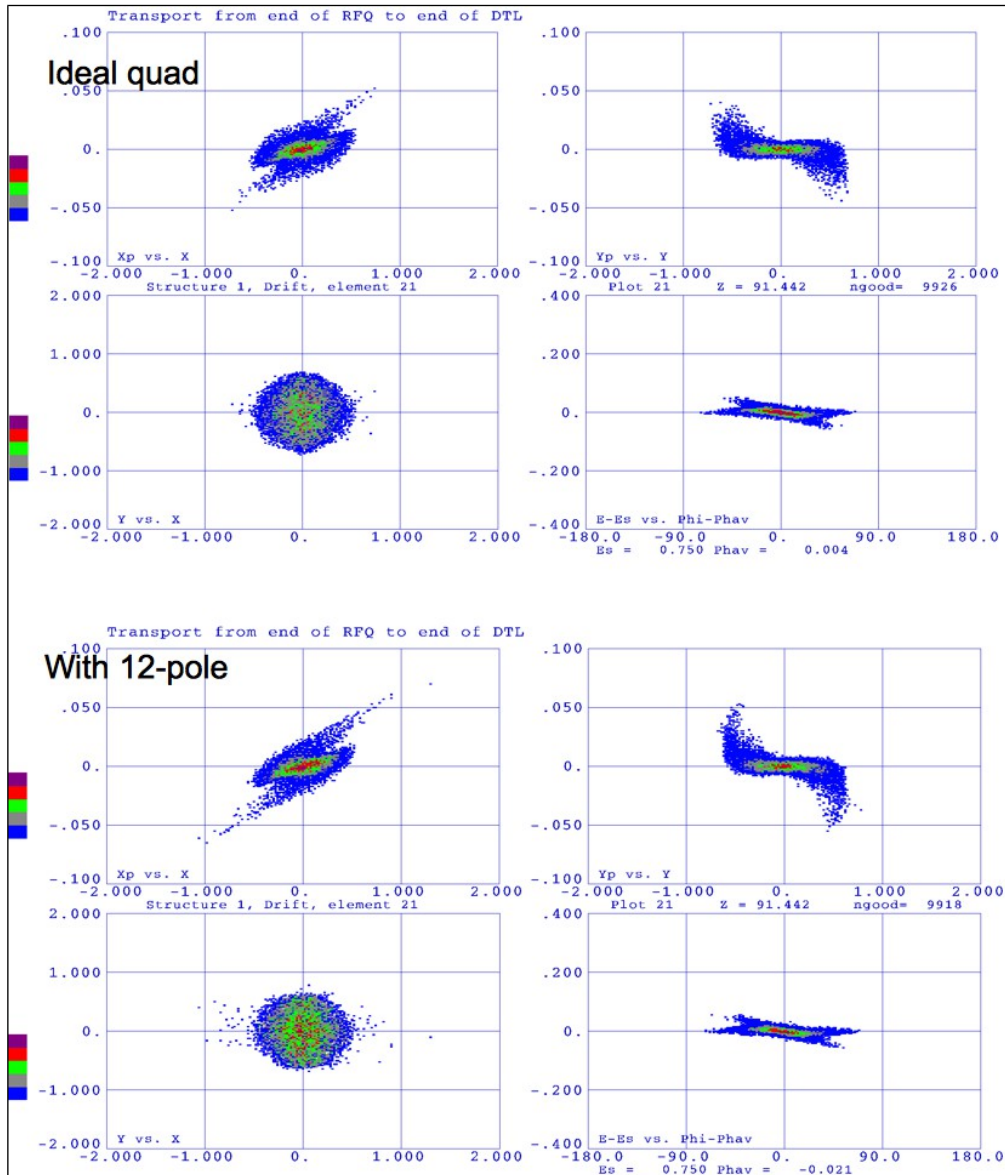 Transport from end of RFQ to end of DTL
Ideal quad
.100
.050
0.
-.050
-.100
Xp vs. X
-2.000 -1.000 0. 1.000 2.000
.100
.050
0.
-.050
-.100
Yp vs. Y
-2.000 -1.000 0. 1.000 2.000
Structure 1, Drift, element 21
Plot 21 Z = 91.442 ngood= 9926
2.000
1.000
0.
-1.000
-2.000
Y vs. X
-2.000 -1.000 0. 1.000 2.000
.400
.200
0.
-.200
-.400
E-Es vs. Phi-Phav
-180.0 -90.0 0. 90.0 180.0
Es = 0.750 Phav = 0.004
Transport from end of RFQ to end of DTL
With 12-pole
.100
.050
0.
-.050
-.100
Xp vs. X
-2.000 -1.000 0. 1.000 2.000
.100
.050
0.
-.050
-.100
Yp vs. Y
-2.000 -1.000 0. 1.000 2.000
Structure 1, Drift, element 21
Plot 21 Z = 91.442 ngood= 9918
2.000
1.000
0.
-1.000
-2.000
Y vs. X
-2.000 -1.000 0. 1.000 2.000
.400
.200
0.
-.200
-.400
E-Es vs. Phi-Phav
-180.0 -90.0 0. 90.0 180.0
Es = 0.750 Phav = -0.021